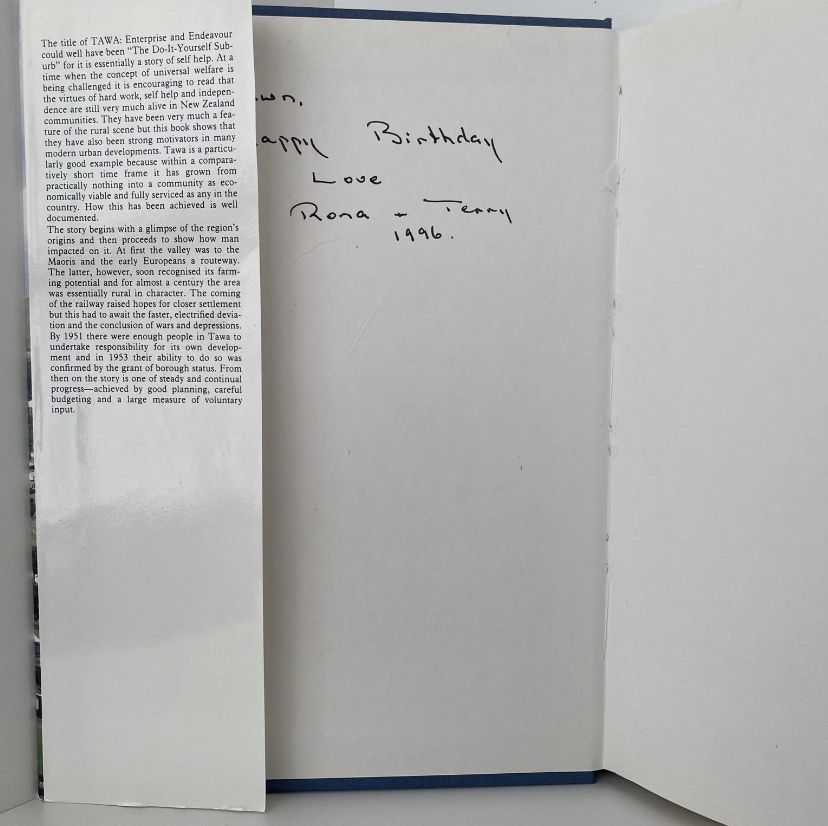 The title of TAWA: Enterprise and Endeavour
could well have been "The Do-It-Yourself Sub-
urb" for it is essentially a story of self help. At a
time when the concept of universal welfare is
being challenged it is encouraging to read that
the virtues of hard work, self help and indepen-
dence are still very much alive in New Zealand
communities. They have been very much a fea-
ture of the rural scene but this book shows that
they have also been strong motivators in many
modern urban developments. Tawa is a particu-
larly good example because within a compara-
tively short time frame it has grown from
practically nothing into a community as eco-
nomically viable and fully serviced as any in the
country. How this has been achieved is well
documented.
The story begins with a glimpse of the region's
origins and then proceeds to show how man
impacted on it. At first the valley was to the
Maoris and the early Europeans a routeway.
The latter, however, soon recognised its farm-
ing potential and for almost a century the area
was essentially rural in character. The coming
of the railway raised hopes for closer settlement
but this had to await the faster, electrified devia-
tion and the conclusion of wars and depressions.
By 1951 there were enough people in Tawa to
undertake responsibility for its own develop-
ment and in 1953 their ability to do so was
confirmed by the grant of borough status. From
then on the story is one of steady and continual
progress—achieved by good planning, careful
budgeting and a large measure of voluntary
input.
wn,
appy Birthday
Love
Rona + Terry
1996.